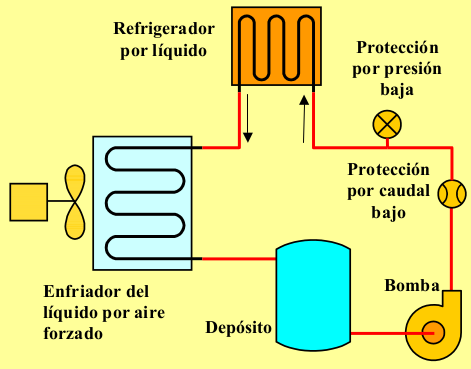 Refrigerador
por líquido
Protección
por presión
baja
Protección
por caudal
bajo
Bomba
Enfriador del
líquido por aire
forzado
Depósito